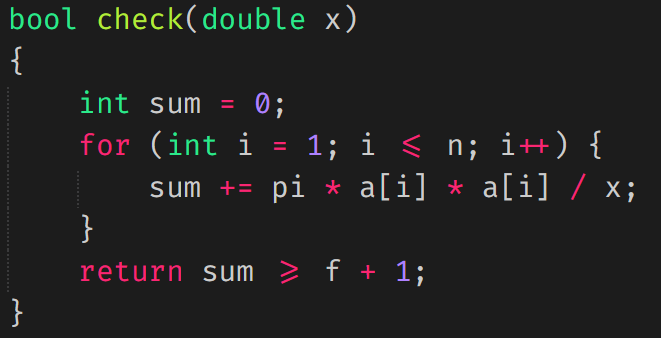 bool check(double x)
{
    int sum = 0;
    for (int i = 1; i <= n; i++) {
        sum += pi * a[i] * a[i] / x;
    }
    return sum >= f + 1;
}